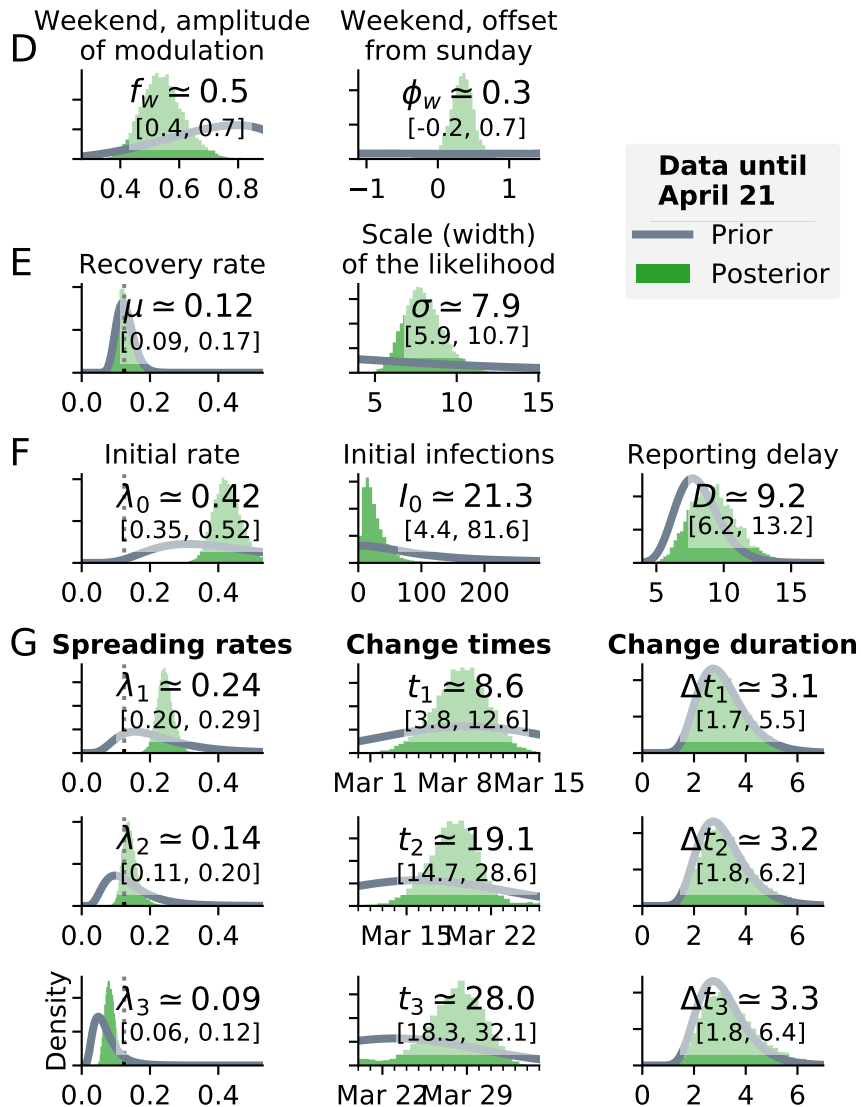 D
Weekend, amplitude
of modulation
f_w ≃ 0.5
[0.4, 0.7]
0.4 0.6 0.8
Weekend, offset
from sunday
ϕ_w ≃ 0.3
[-0.2, 0.7]
−1 0 1
Data until
April 21
Prior
Posterior
E
Recovery rate
μ ≃ 0.12
[0.09, 0.17]
0.0 0.2 0.4
Scale (width)
of the likelihood
σ ≃ 7.9
[5.9, 10.7]
5 10 15
F
Initial rate
λ_0 ≃ 0.42
[0.35, 0.52]
0.0 0.2 0.4
Initial infections
I_0 ≃ 21.3
[4.4, 81.6]
0 100 200
Reporting delay
D ≃ 9.2
[6.2, 13.2]
5 10 15
G
Spreading rates
λ_1 ≃ 0.24
[0.20, 0.29]
0.0 0.2 0.4
Change times
t_1 ≃ 8.6
[3.8, 12.6]
Mar 1 Mar 8 Mar 15
Change duration
Δt_1 ≃ 3.1
[1.7, 5.5]
0 2 4 6
λ_2 ≃ 0.14
[0.11, 0.20]
0.0 0.2 0.4
t_2 ≃ 19.1
[14.7, 28.6]
Mar 15 Mar 22
Δt_2 ≃ 3.2
[1.8, 6.2]
0 2 4 6
Density
λ_3 ≃ 0.09
[0.06, 0.12]
0.0 0.2 0.4
t_3 ≃ 28.0
[18.3, 32.1]
Mar 22 Mar 29
Δt_3 ≃ 3.3
[1.8, 6.4]
0 2 4 6